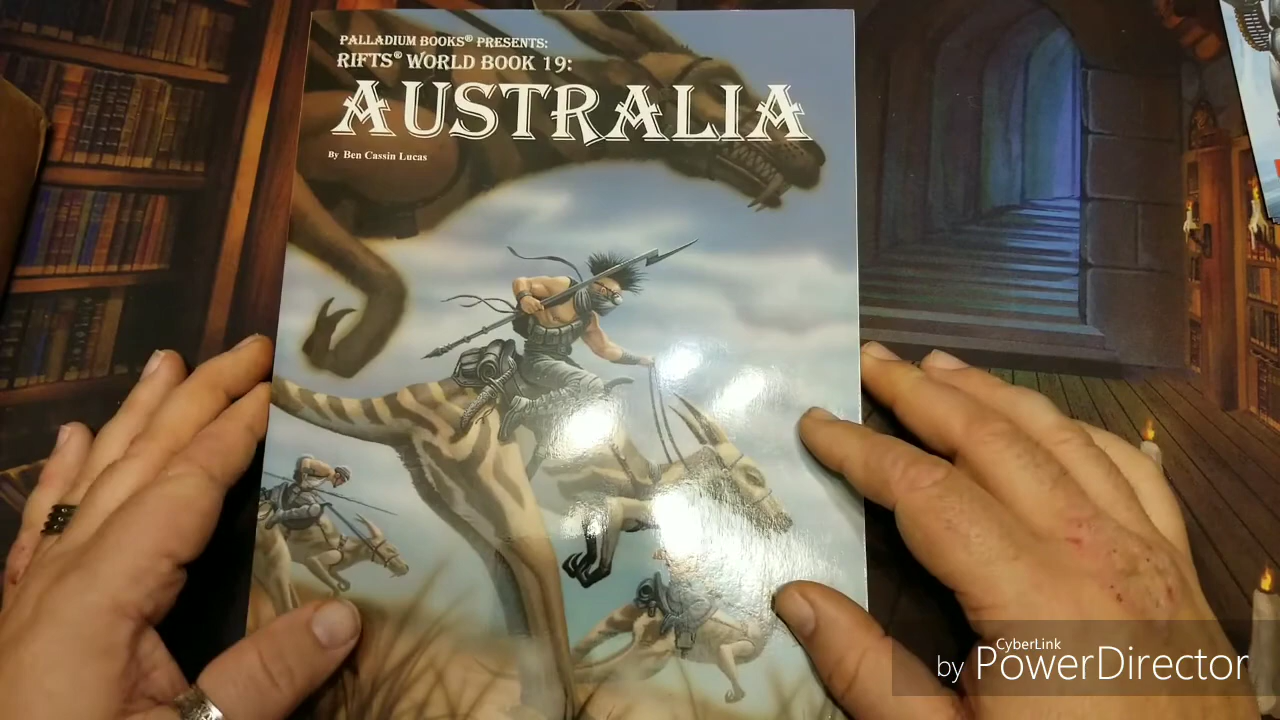 PALLADIUM BOOKS® PRESENTS:
RIFTS® WORLD BOOK 19:
AUSTRALIA
By Ben Cassin Lucas
CyberLink
by PowerDirector